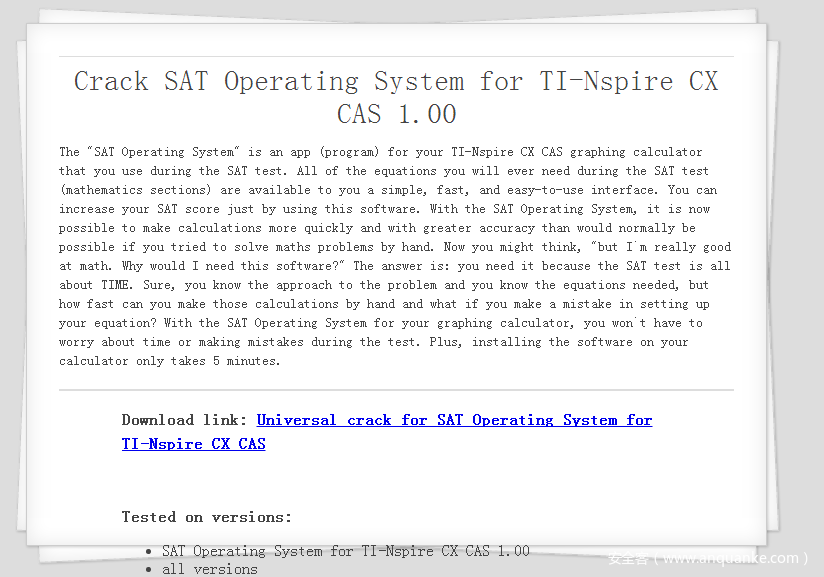 Crack SAT Operating System for TI-Nspire CX
CAS 1.00
The "SAT Operating System" is an app (program) for your TI-Nspire CX CAS graphing calculator
that you use during the SAT test. All of the equations you will ever need during the SAT test
(mathematics sections) are available to you a simple, fast, and easy-to-use interface. You can
increase your SAT score just by using this software. With the SAT Operating System, it is now
possible to make calculations more quickly and with greater accuracy than would normally be
possible if you tried to solve maths problems by hand. Now you might think, "but I'm really good
at math. Why would I need this software?" The answer is: you need it because the SAT test is all
about TIME. Sure, you know the approach to the problem and you know the equations needed, but
how fast can you make those calculations by hand and what if you make a mistake in setting up
your equation? With the SAT Operating System for your graphing calculator, you won't have to
worry about time or making mistakes during the test. Plus, installing the software on your
calculator only takes 5 minutes.
Download link: Universal crack for SAT Operating System for
TI-Nspire CX CAS
Tested on versions:
• SAT Operating System for TI-Nspire CX CAS 1.00
• all versions
安全客 ( www.anquanke.com )